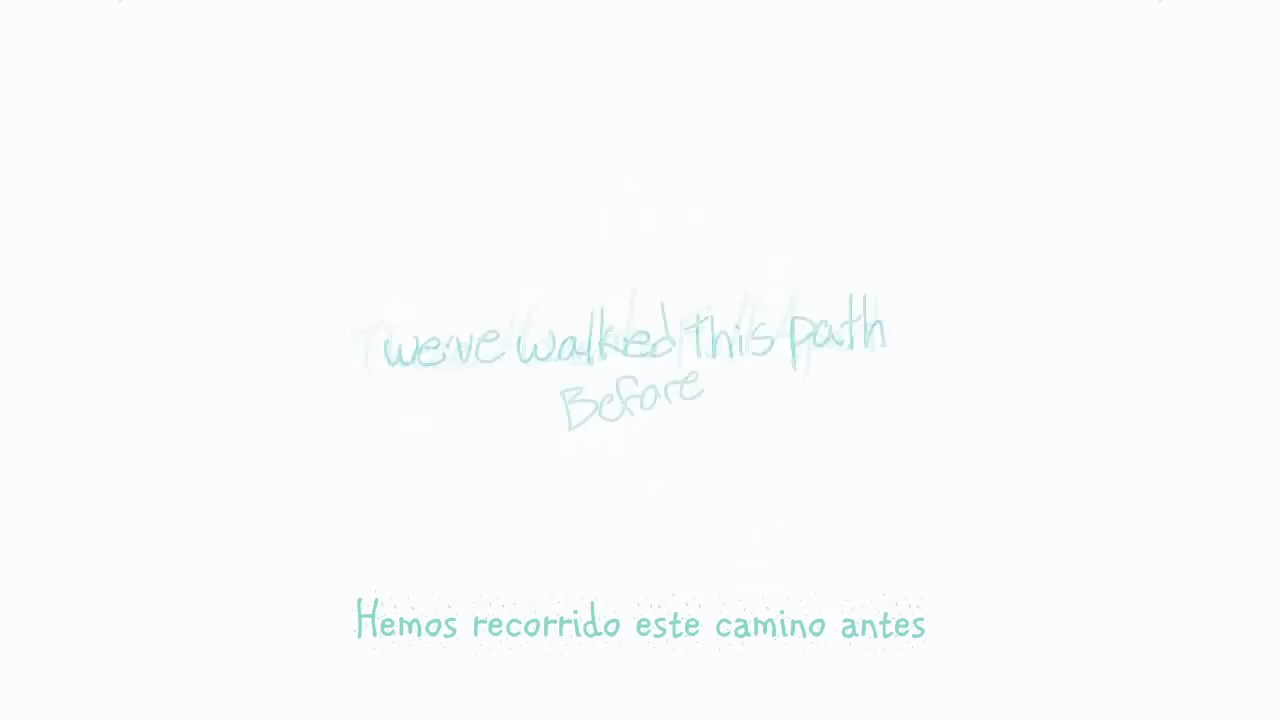 we've walked this path
Before
Hemos recorrido este camino antes